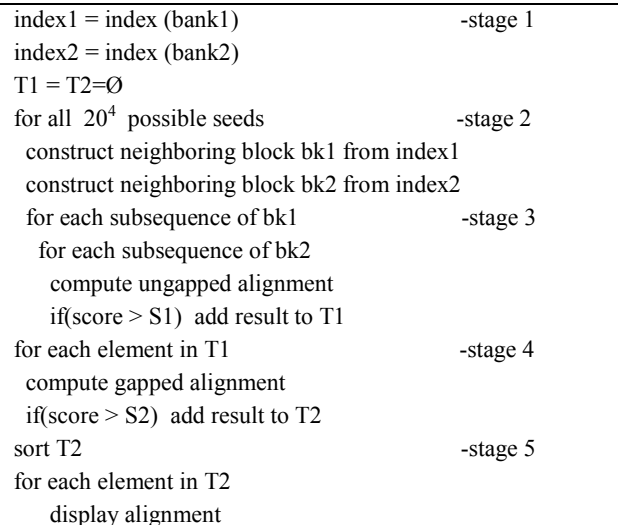 index1 = index (bank1) -stage 1
index2 = index (bank2)
T1 = T2=Ø
for all 20⁴ possible seeds -stage 2
construct neighboring block bk1 from index1
construct neighboring block bk2 from index2
for each subsequence of bk1 -stage 3
for each subsequence of bk2
compute ungapped alignment
if(score > S1) add result to T1
for each element in T1 -stage 4
compute gapped alignment
if(score > S2) add result to T2
sort T2 -stage 5
for each element in T2
display alignment